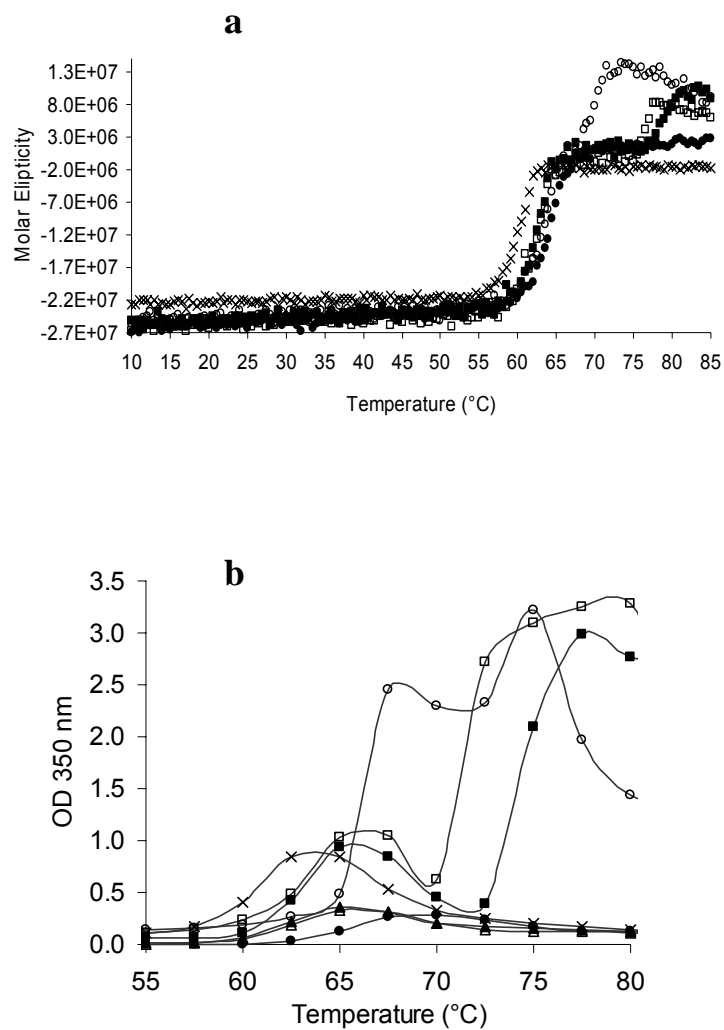 a
1.3E+07
8.0E+06
3.0E+06
-2.0E+06
-7.0E+06
-1.2E+07
-1.7E+07
-2.2E+07
-2.7E+07
Molar Elipticity
10 15 20 25 30 35 40 45 50 55 60 65 70 75 80 85
Temperature (°C)
b
3.5
3.0
2.5
2.0
1.5
1.0
0.5
0.0
OD 350 nm
55 60 65 70 75 80
Temperature (°C)